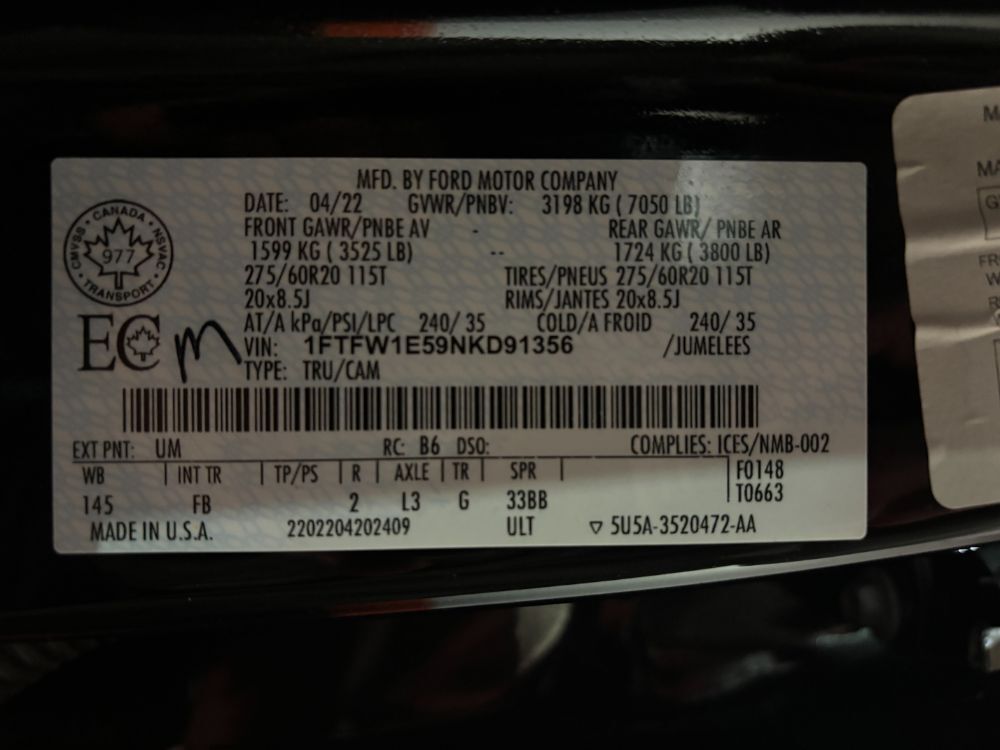 MFD. BY FORD MOTOR COMPANY
DATE: 04/22 GVWR/PNBV: 3198 KG ( 7050 LB)
FRONT GAWR/PNBE AV - REAR GAWR/ PNBE AR
1599 KG ( 3525 LB) -- 1724 KG ( 3800 LB)
275/60R20 115T TIRES/PNEUS 275/60R20 115T
20x8.5J RIMS/JANTES 20x8.5J
AT/A kPa/PSI/LPC 240/ 35 COLD/A FROID 240/ 35
VIN: 1FTFW1E59NKD91356 /JUMELEES
TYPE: TRU/CAM
CANADA
CMVSS 977 NSVAC
TRANSPORT
EC m
EXT PNT: UM RC: B6 DSO: COMPLIES: ICES/NMB-002
WB INT TR TP/PS R AXLE TR SPR F0148
145 FB 2 L3 G 33BB T0663
MADE IN U.S.A. 2202204202409 ULT ▽ 5U5A-3520472-AA